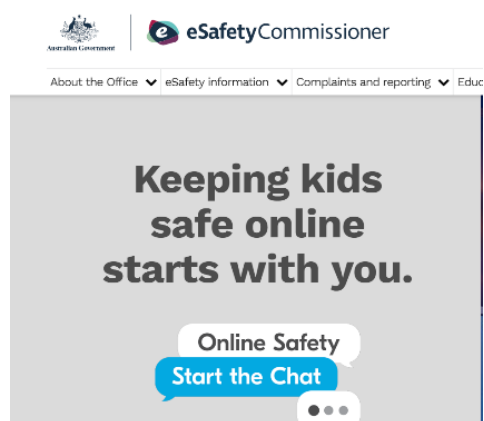 Australian Government
eSafetyCommissioner
About the Office eSafety information Complaints and reporting Educ
Keeping kids
safe online
starts with you.
Online Safety
Start the Chat